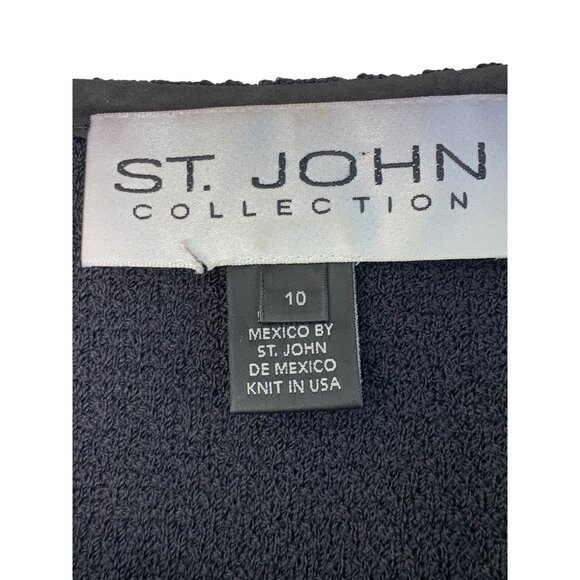 ST. JOHN
COLLECTION
10
MEXICO BY
ST. JOHN
DE MEXICO
KNIT IN USA